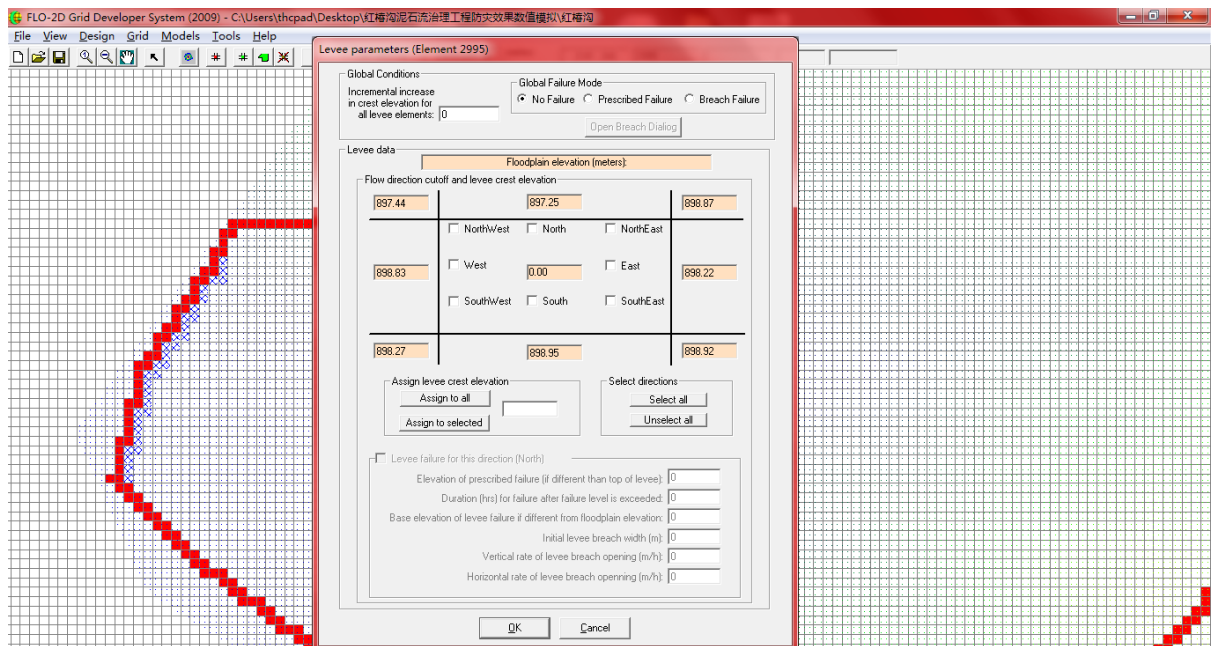 FLO-2D Grid Developer System (2009) - C:\Users\thcpad\Desktop\红椿沟泥石流治理工程防灾效果数值模拟\红椿沟
File View Design Grid Models Tools Help
Levee parameters (Element 2995)
Global Conditions
Incremental increase
in crest elevation for
all levee elements: 0
Global Failure Mode
No Failure Prescribed Failure Breach Failure
Open Breach Dialiog
Levee data
Floodplain elevation (meters):
Flow direction cutoff and levee crest elevation
897.44 897.25 898.87
NorthWest North NorthEast
898.83 West 0.00 East 898.22
SouthWest South SouthEast
898.27 898.95 898.92
Assign levee crest elevation
Assign to all
Assign to selected
Select directions
Select all
Unselect all
Levee failure for this direction (North)
Elevation of prescribed failure (if different than top of levee): 0
Duration (hrs) for failure after failure level is exceeded: 0
Base elevation of levee failure if different from floodplain elevation: 0
Initial levee breach width (m): 0
Vertical rate of levee breach opening (m/h): 0
Horizontal rate of levee breach openning (m/h): 0
OK Cancel